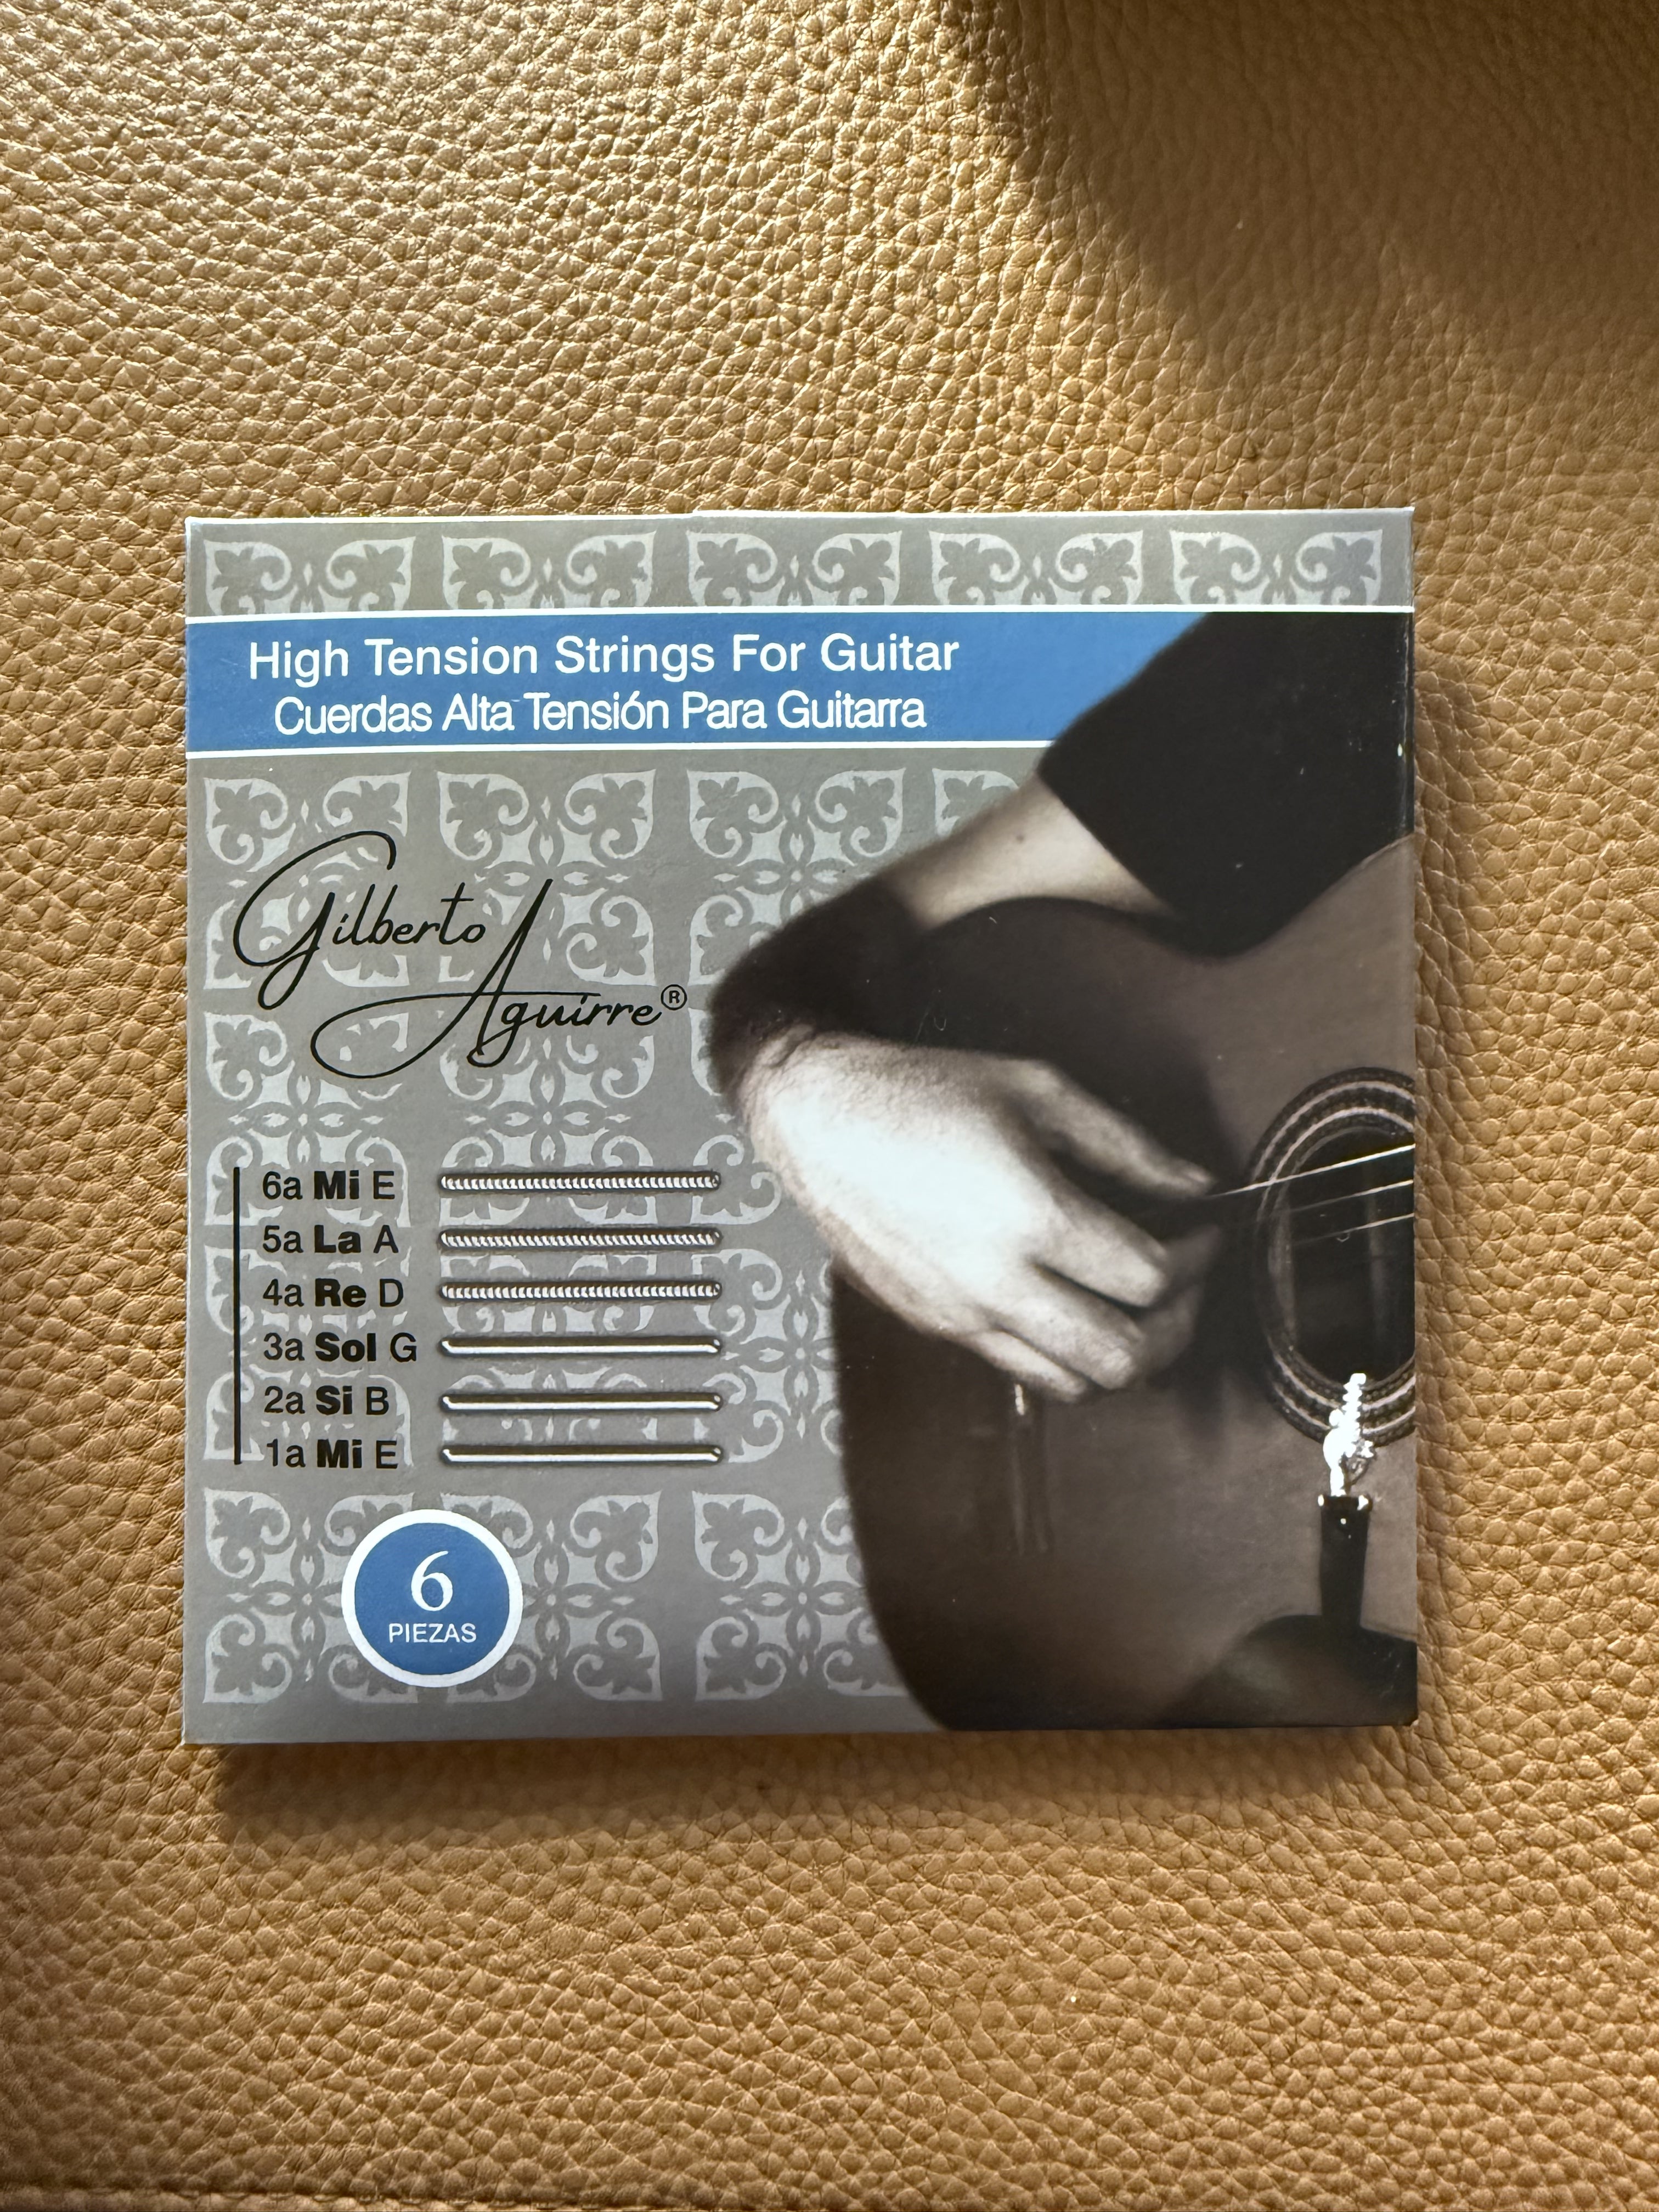 High Tension Strings For Guitar
Cuerdas Alta Tensión Para Guitarra
Gilberto
Aguirre®
6a Mi E
5a La A
4a Re D
3a Sol G
2a Si B
1a Mi E
6
PIEZAS